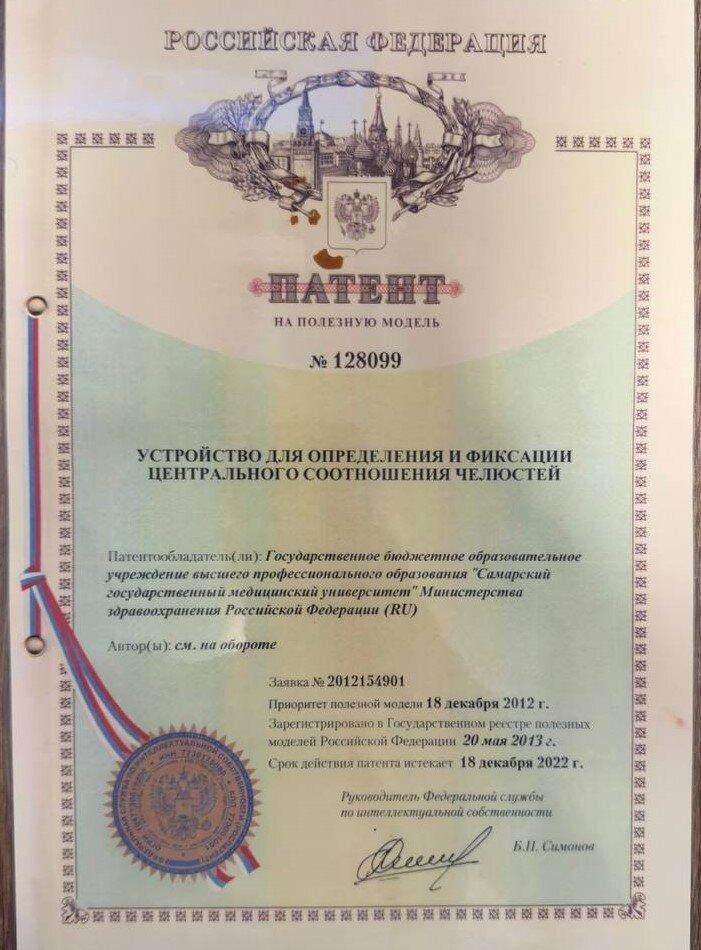 РОССИЙСКАЯ ФЕДЕРАЦИЯ
ПАТЕНТ
НА ПОЛЕЗНУЮ МОДЕЛЬ
№ 128099
УСТРОЙСТВО ДЛЯ ОПРЕДЕЛЕНИЯ И ФИКСАЦИИ
ЦЕНТРАЛЬНОГО СООТНОШЕНИЯ ЧЕЛЮСТЕЙ
Патентообладатель(ли): Государственное бюджетное образовательное
учреждение высшего профессионального образования "Самарский
государственный медицинский университет" Министерства
здравоохранения Российской Федерации (RU)
Автор(ы): см. на обороте
Заявка № 2012154901
Приоритет полезной модели 18 декабря 2012 г.
Зарегистрировано в Государственном реестре полезных
моделей Российской Федерации 20 мая 2013 г.
Срок действия патента истекает 18 декабря 2022 г.
Руководитель Федеральной службы
по интеллектуальной собственности
Б.П. Симонов